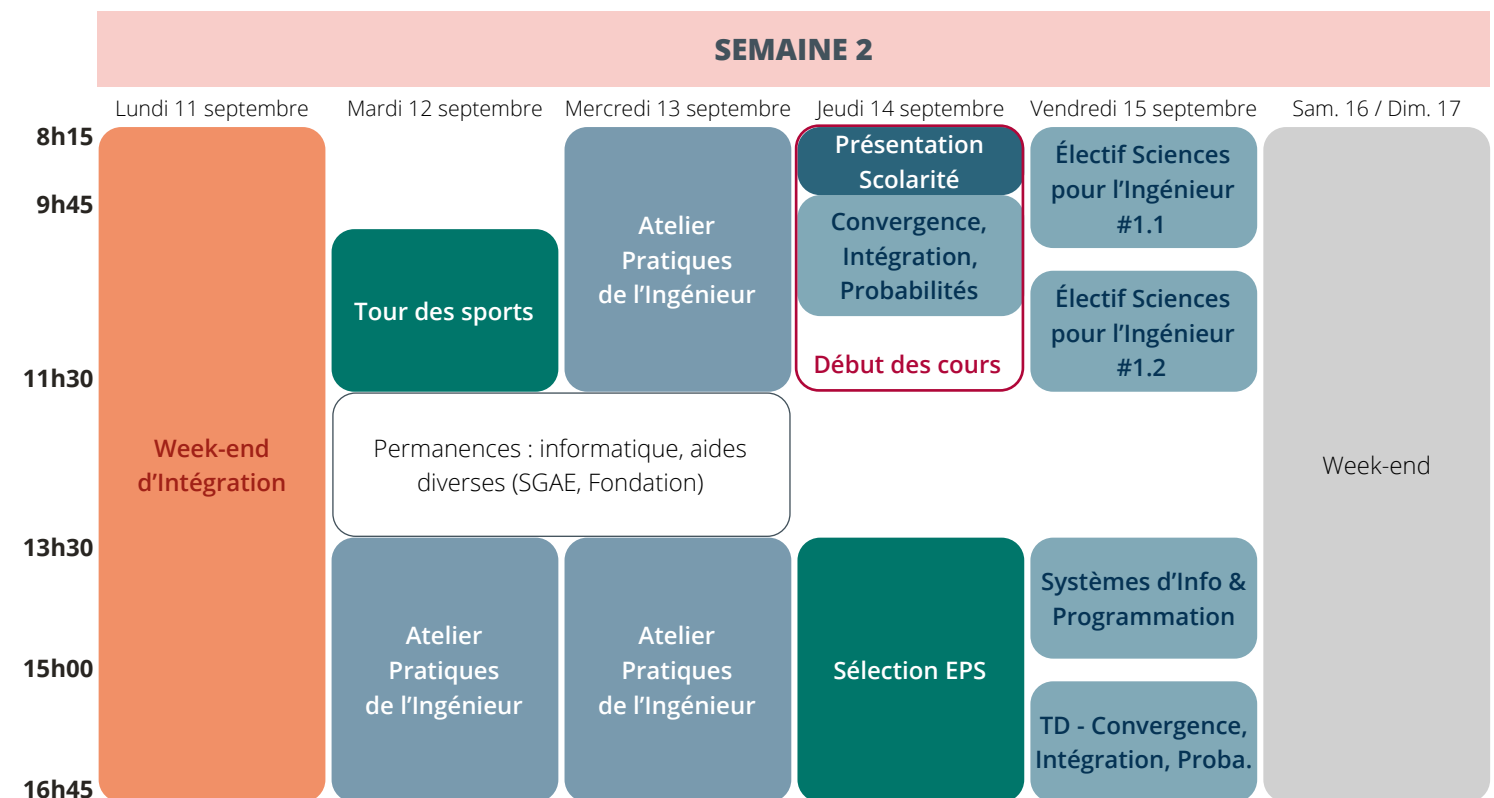 SEMAINE 2
Lundi 11 septembre
Mardi 12 septembre
Mercredi 13 septembre
Jeudi 14 septembre
Vendredi 15 septembre
Sam. 16 / Dim. 17
8h15
9h45
11h30
13h30
15h00
16h45
Week-end
d’Intégration
Tour des sports
Permanences : informatique, aides
diverses (SGAE, Fondation)
Atelier
Pratiques
de l’Ingénieur
Atelier
Pratiques
de l’Ingénieur
Atelier
Pratiques
de l’Ingénieur
Présentation
Scolarité
Convergence,
Intégration,
Probabilités
Début des cours
Sélection EPS
Électif Sciences
pour l’Ingénieur
#1.1
Électif Sciences
pour l’Ingénieur
#1.2
Systèmes d’Info &
Programmation
TD - Convergence,
Intégration, Proba.
Week-end